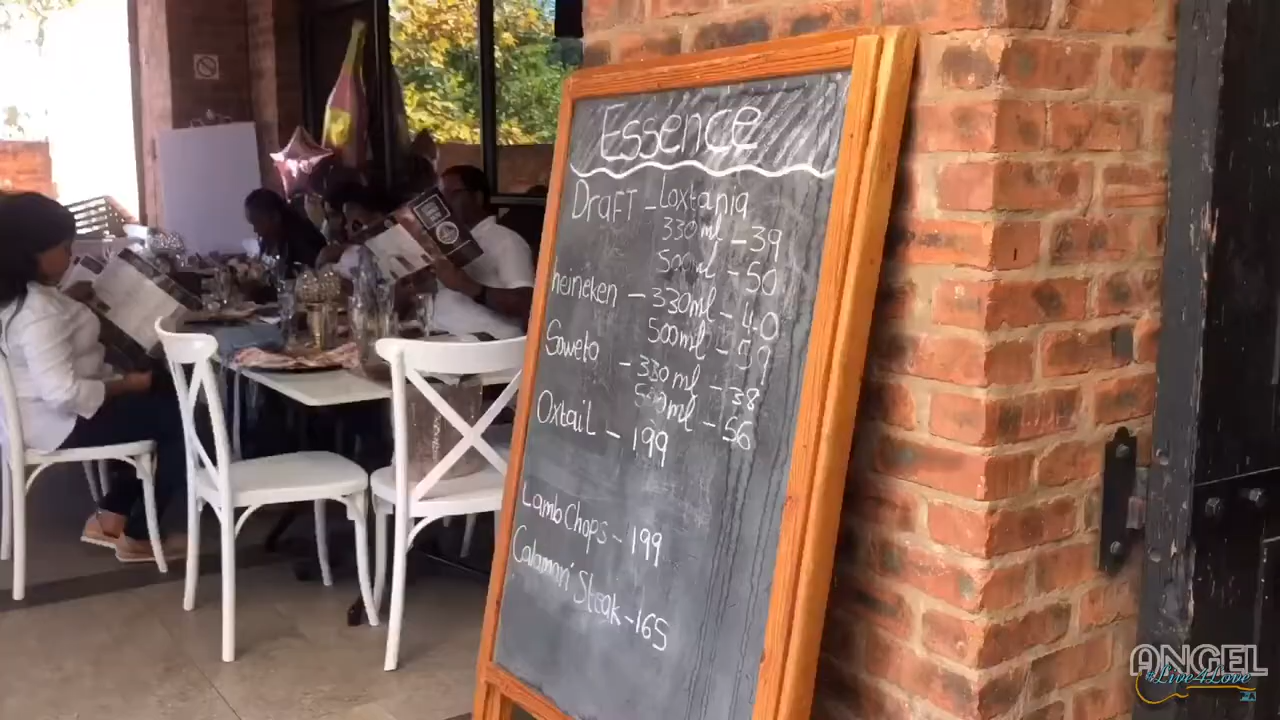 Essence
Draft - Loxtania
330ml - 39
500ml - 50
heineken - 330ml - 40
500ml - 59
Soweto - 330ml - 38
500ml - 56
Oxtail - 199
Lamb Chops - 199
Calamari Steak - 165
ANGEL
Live4Love